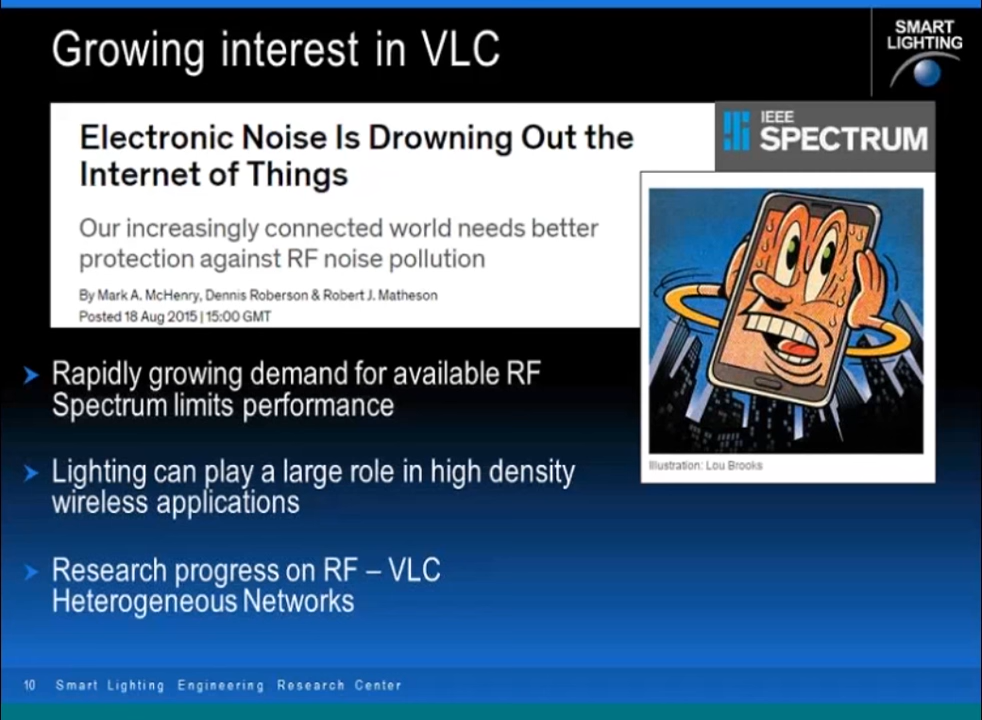 Growing interest in VLC
SMART
LIGHTING
Electronic Noise Is Drowning Out the
Internet of Things
IEEE
SPECTRUM
Our increasingly connected world needs better
protection against RF noise pollution
By Mark A. McHenry, Dennis Roberson & Robert J. Matheson
Posted 18 Aug 2015 | 15:00 GMT
Illustration: Lou Brooks
Rapidly growing demand for available RF
Spectrum limits performance
Lighting can play a large role in high density
wireless applications
Research progress on RF – VLC
Heterogeneous Networks
10 Smart Lighting Engineering Research Center